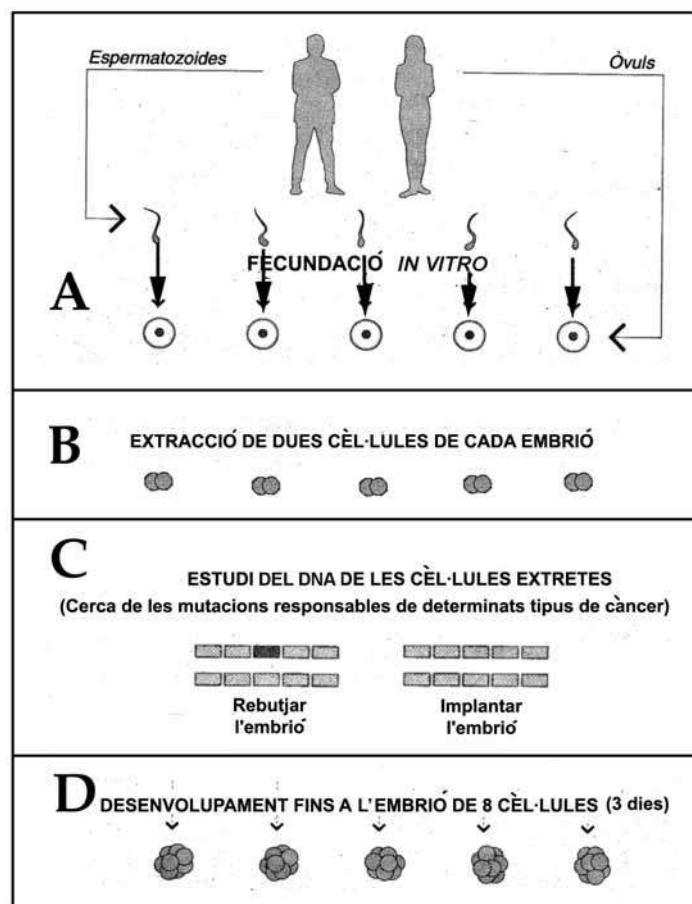 Espermatozoides
Òvuls
FECUNDACIÓ IN VITRO
A
B
EXTRACCIÓ DE DUES CÈL·LULES DE CADA EMBRIÓ
C
ESTUDI DEL DNA DE LES CÈL·LULES EXTRETES
(Cerca de les mutacions responsables de determinats tipus de càncer)
Rebutjar
l'embrió
Implantar
l'embrió
D
DESENVOLUPAMENT FINS A L'EMBRIÓ DE 8 CÈL·LULES (3 dies)